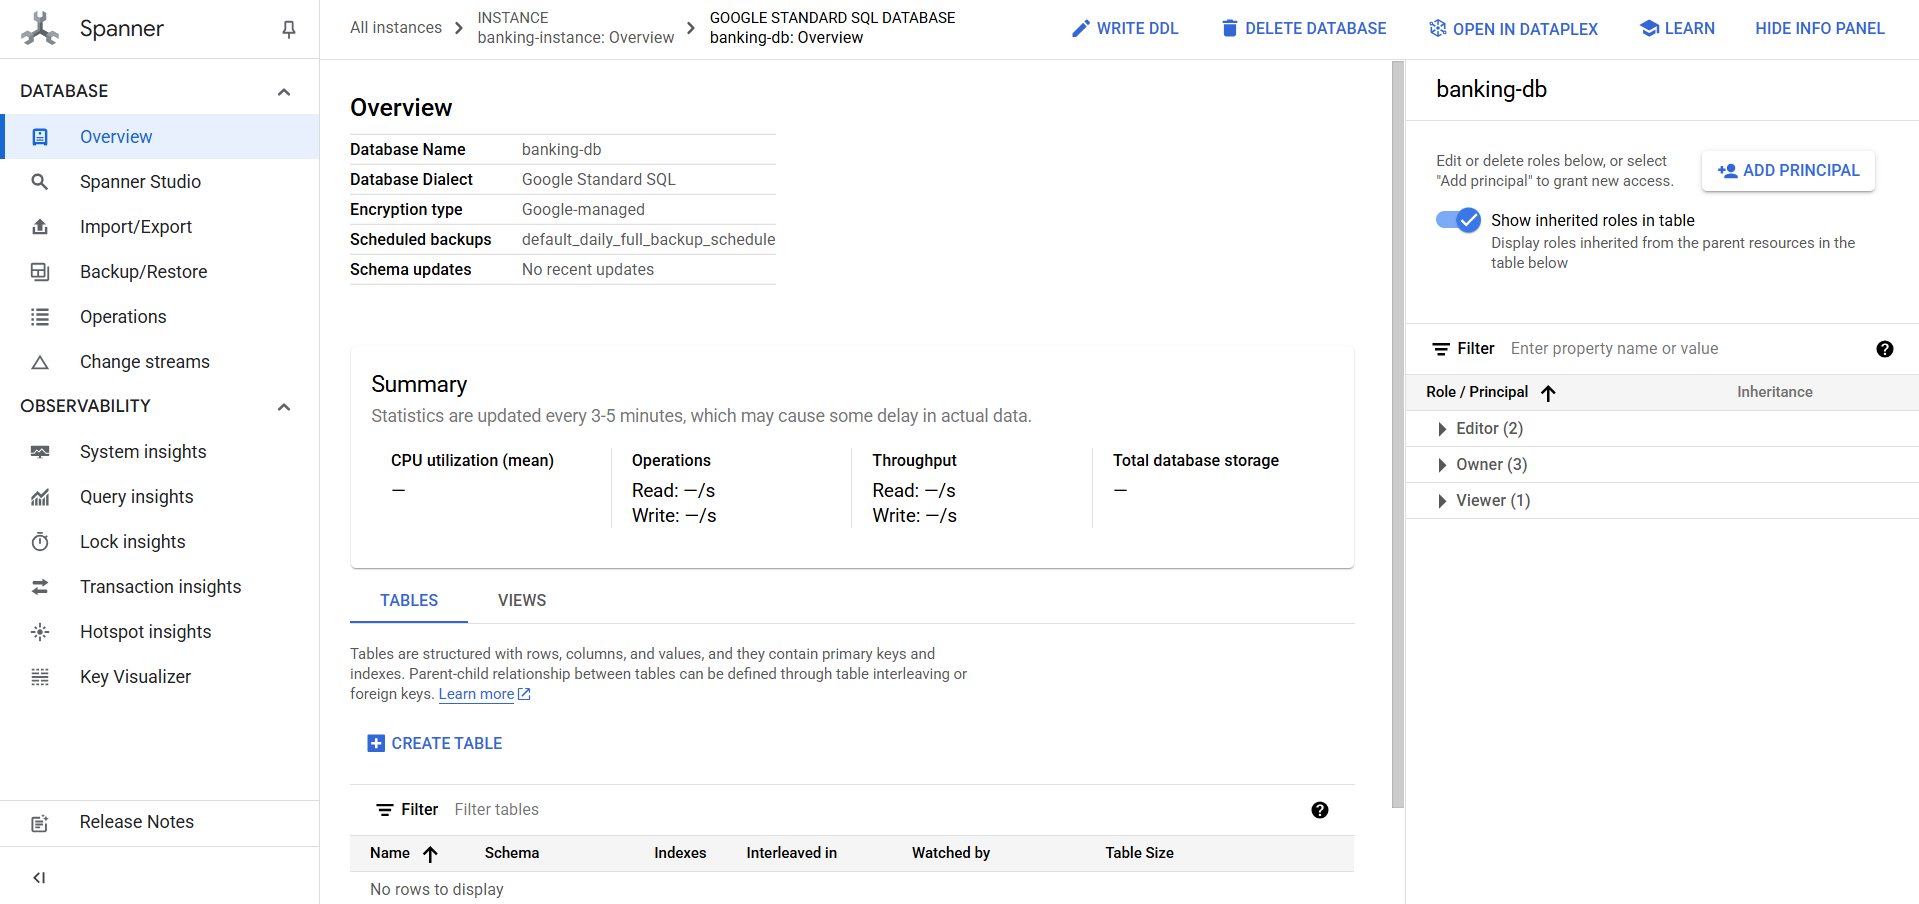 Spanner
All instances
INSTANCE
banking-instance: Overview
GOOGLE STANDARD SQL DATABASE
banking-db: Overview
WRITE DDL
DELETE DATABASE
OPEN IN DATAPLEX
LEARN
HIDE INFO PANEL
DATABASE
Overview
Spanner Studio
Import/Export
Backup/Restore
Operations
Change streams
OBSERVABILITY
System insights
Query insights
Lock insights
Transaction insights
Hotspot insights
Key Visualizer
Release Notes
Overview
Database Name banking-db
Database Dialect Google Standard SQL
Encryption type Google-managed
Scheduled backups default_daily_full_backup_schedule
Schema updates No recent updates
Summary
Statistics are updated every 3-5 minutes, which may cause some delay in actual data.
CPU utilization (mean)
—
Operations
Read: —/s
Write: —/s
Throughput
Read: —/s
Write: —/s
Total database storage
—
TABLES VIEWS
Tables are structured with rows, columns, and values, and they contain primary keys and
indexes. Parent-child relationship between tables can be defined through table interleaving or
foreign keys. Learn more
CREATE TABLE
Filter Filter tables
Name Schema Indexes Interleaved in Watched by Table Size
No rows to display
banking-db
Edit or delete roles below, or select
"Add principal" to grant new access.
ADD PRINCIPAL
Show inherited roles in table
Display roles inherited from the parent resources in the
table below
Filter Enter property name or value
Role / Principal Inheritance
Editor (2)
Owner (3)
Viewer (1)